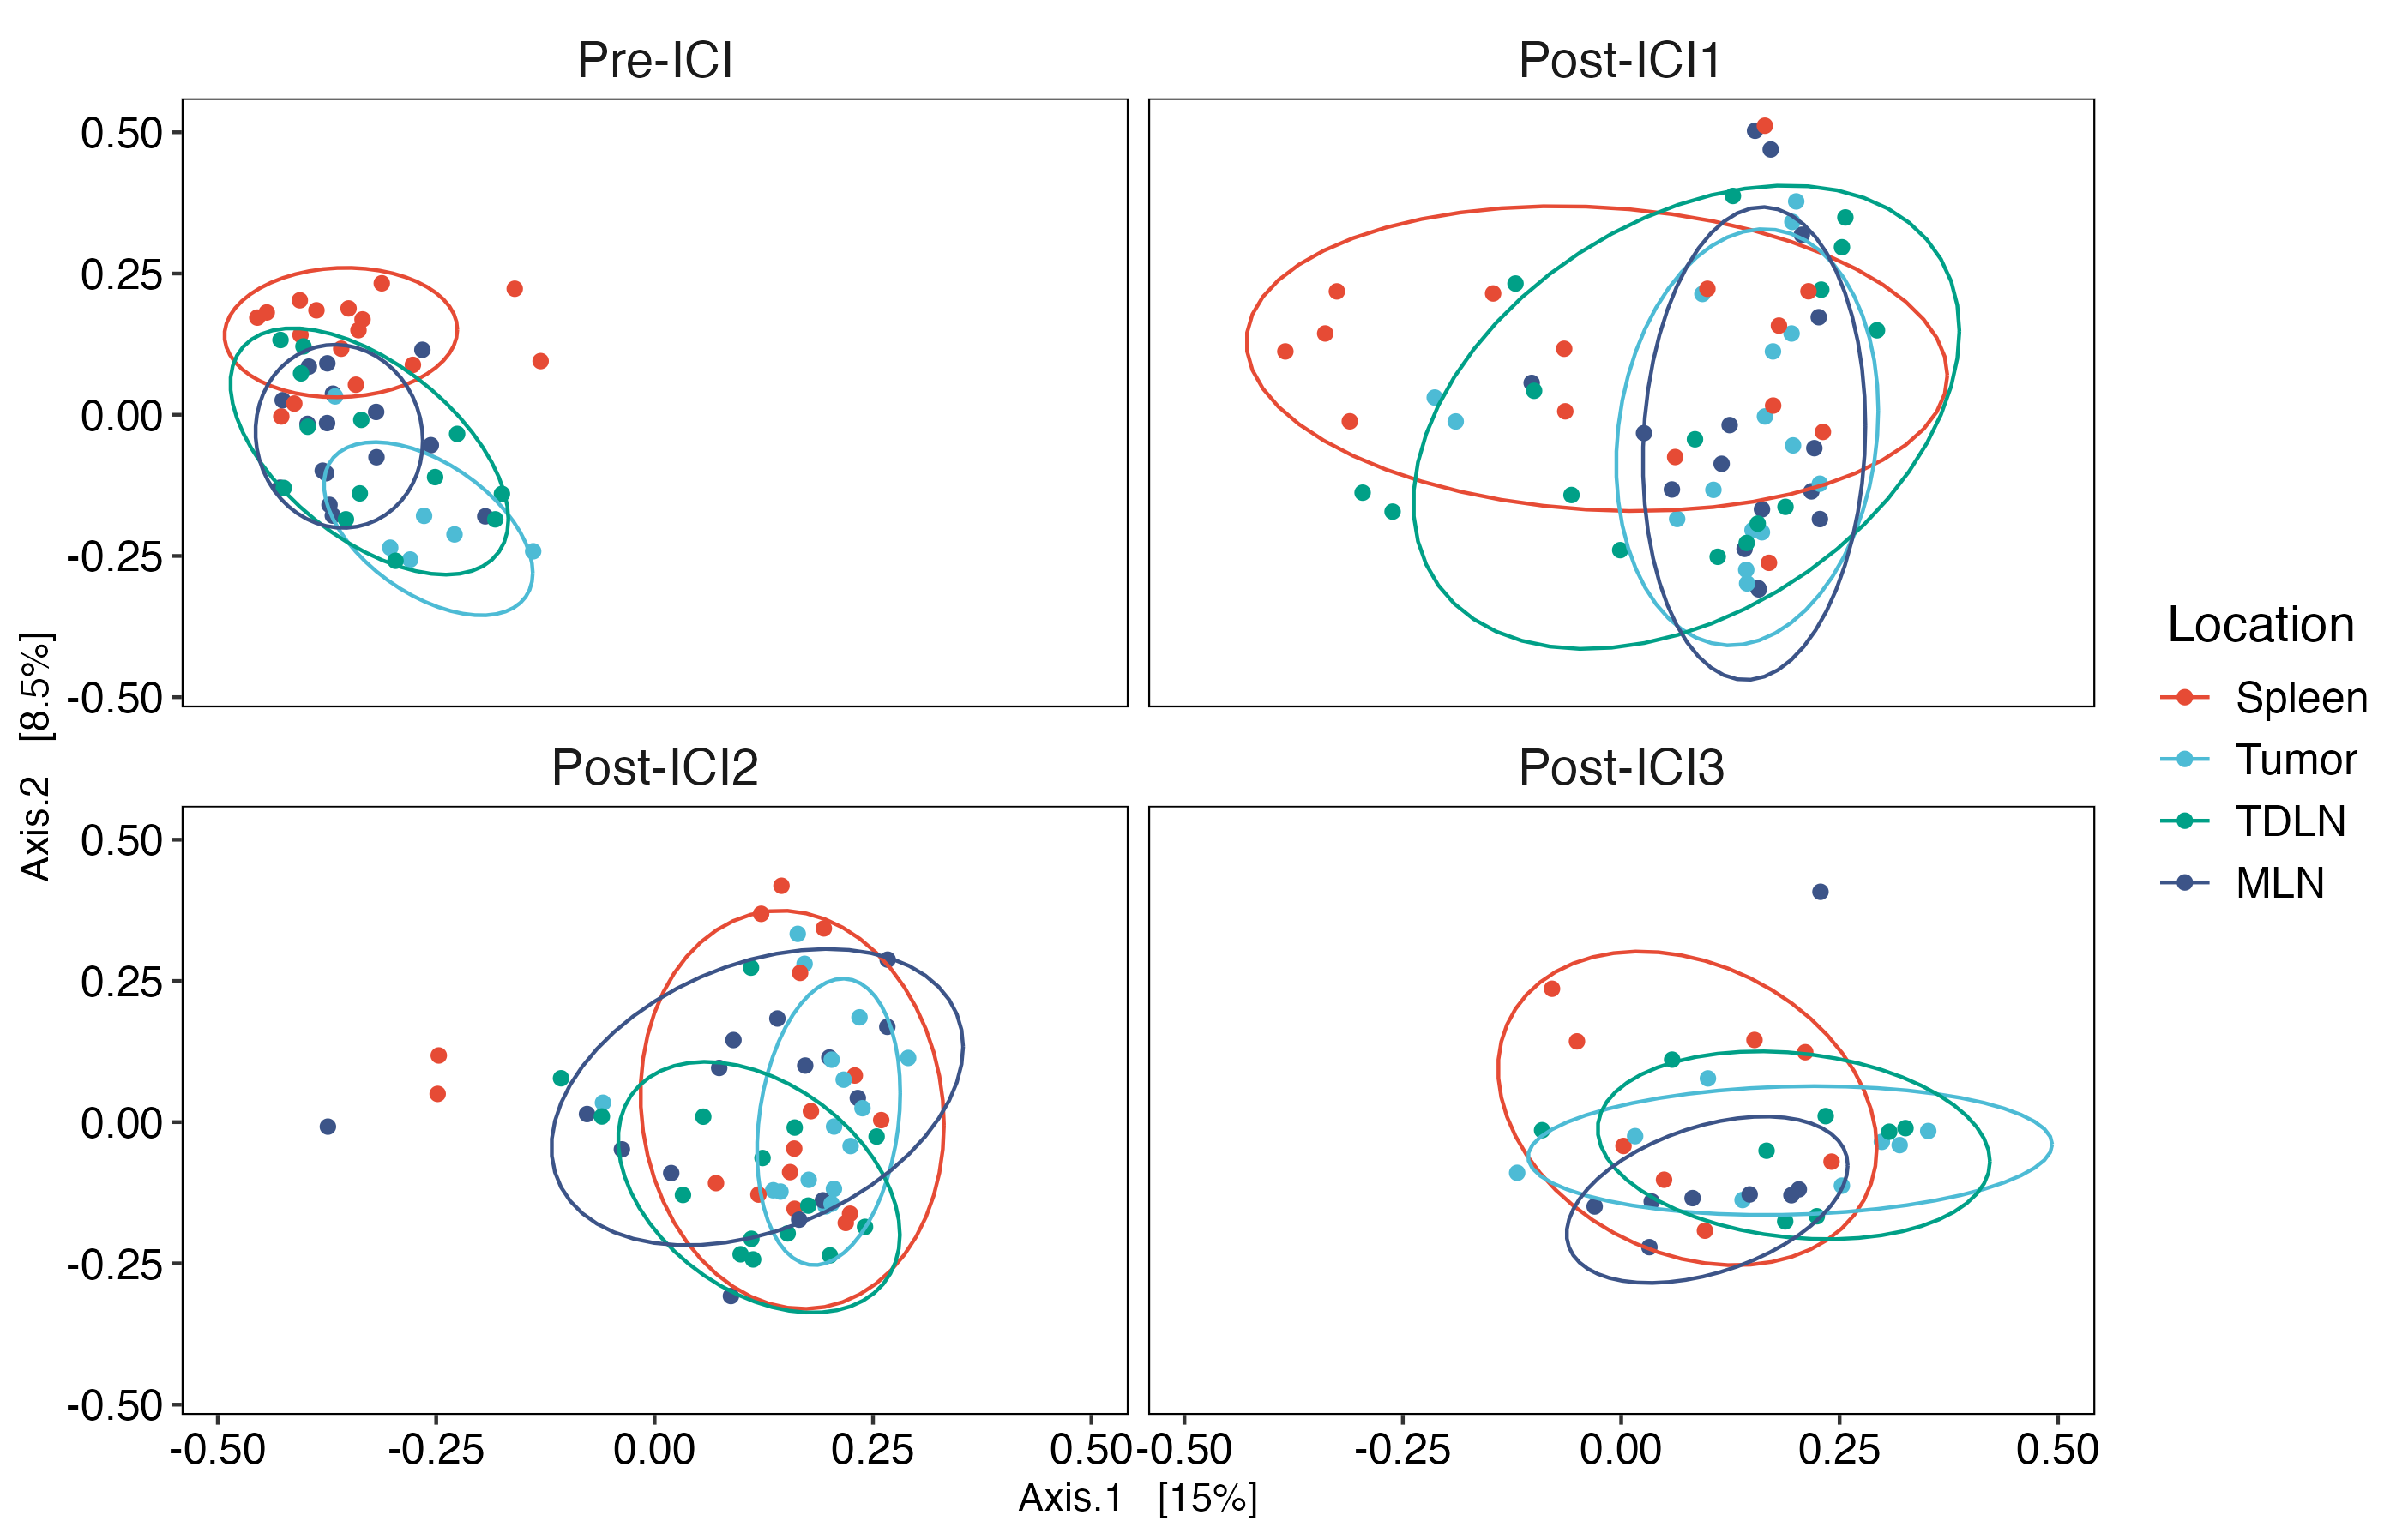 Pre-ICI
Post-ICI1
0.50
0.25
0.00
-0.25
-0.50
Post-ICI2
Post-ICI3
0.50
0.25
0.00
-0.25
-0.50
-0.50 -0.25 0.00 0.25 0.50
-0.50 -0.25 0.00 0.25 0.50
Axis.1 [15%]
Axis.2 [8.5%]
Location
Spleen
Tumor
TDLN
MLN